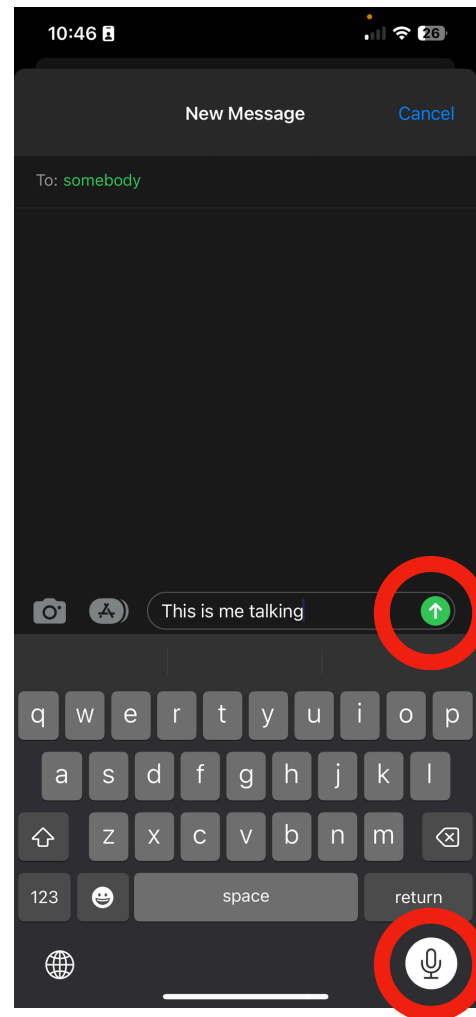 10:46 26
New Message Cancel
To: somebody
This is me talking
q w e r t y u i o p
a s d f g h j k l
z x c v b n m
123 space return